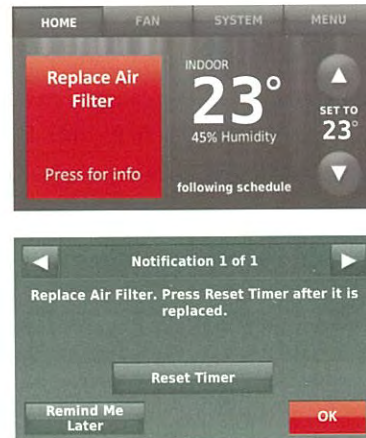 HOME FAN SYSTEM MENU
Replace Air
Filter
Press for info
INDOOR
23°
45% Humidity
following schedule
SET TO
23°
Notification 1 of 1
Replace Air Filter. Press Reset Timer after it is
replaced.
Reset Timer
Remind Me
Later
OK